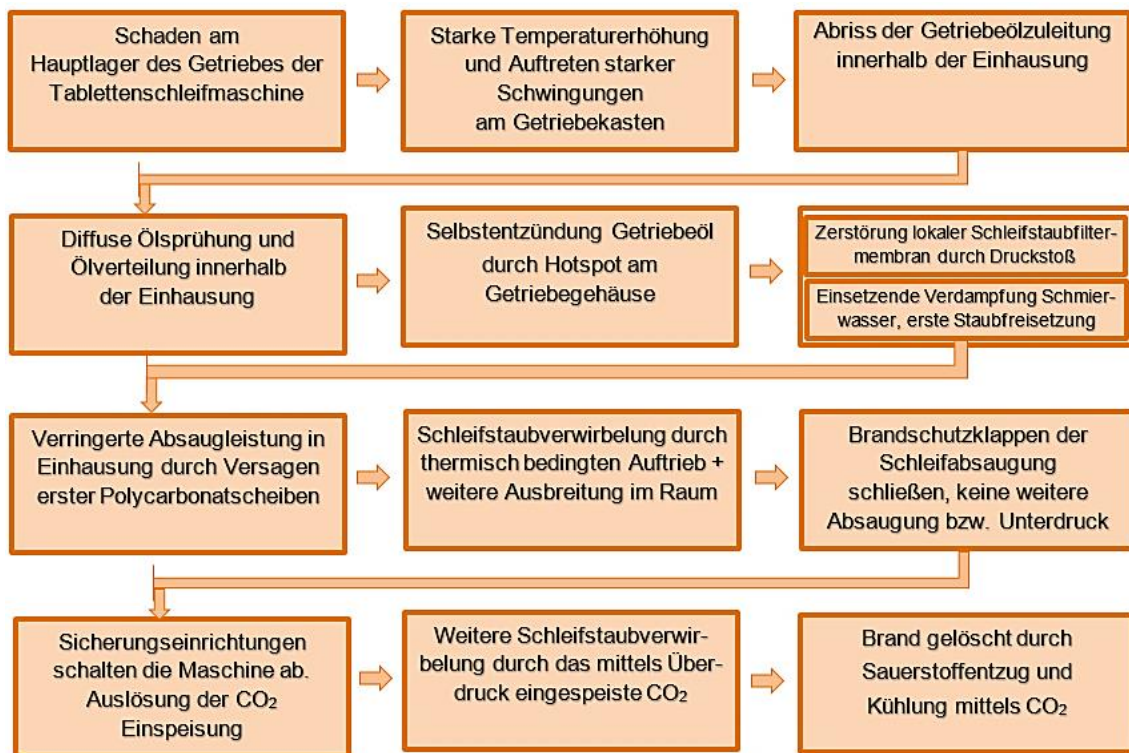 Schaden am
Hauptlager des Getriebes der
Tablettenschleifmaschine
Starke Temperaturerhöhung
und Auftreten starker
Schwingungen
am Getriebekasten
Abriss der Getriebeölzuleitung
innerhalb der Einhausung
Diffuse Ölsprühung und
Ölverteilung innerhalb
der Einhausung
Selbstentzündung Getriebeöl
durch Hotspot am
Getriebegehäuse
Zerstörung lokaler Schleifstaubfilter-
membran durch Druckstoß
Einsetzende Verdampfung Schmier-
wasser, erste Staubfreisetzung
Verringerte Absaugleistung in
Einhausung durch Versagen
erster Polycarbonatscheiben
Schleifstaubverwirbelung durch
thermisch bedingten Auftrieb +
weitere Ausbreitung im Raum
Brandschutzklappen der
Schleifabsaugung
schließen, keine weitere
Absaugung bzw. Unterdruck
Sicherungseinrichtungen
schalten die Maschine ab.
Auslösung der CO₂
Einspeisung
Weitere Schleifstaubverwir-
belung durch das mittels Über-
druck eingespeiste CO₂
Brand gelöscht durch
Sauerstoffentzug und
Kühlung mittels CO₂